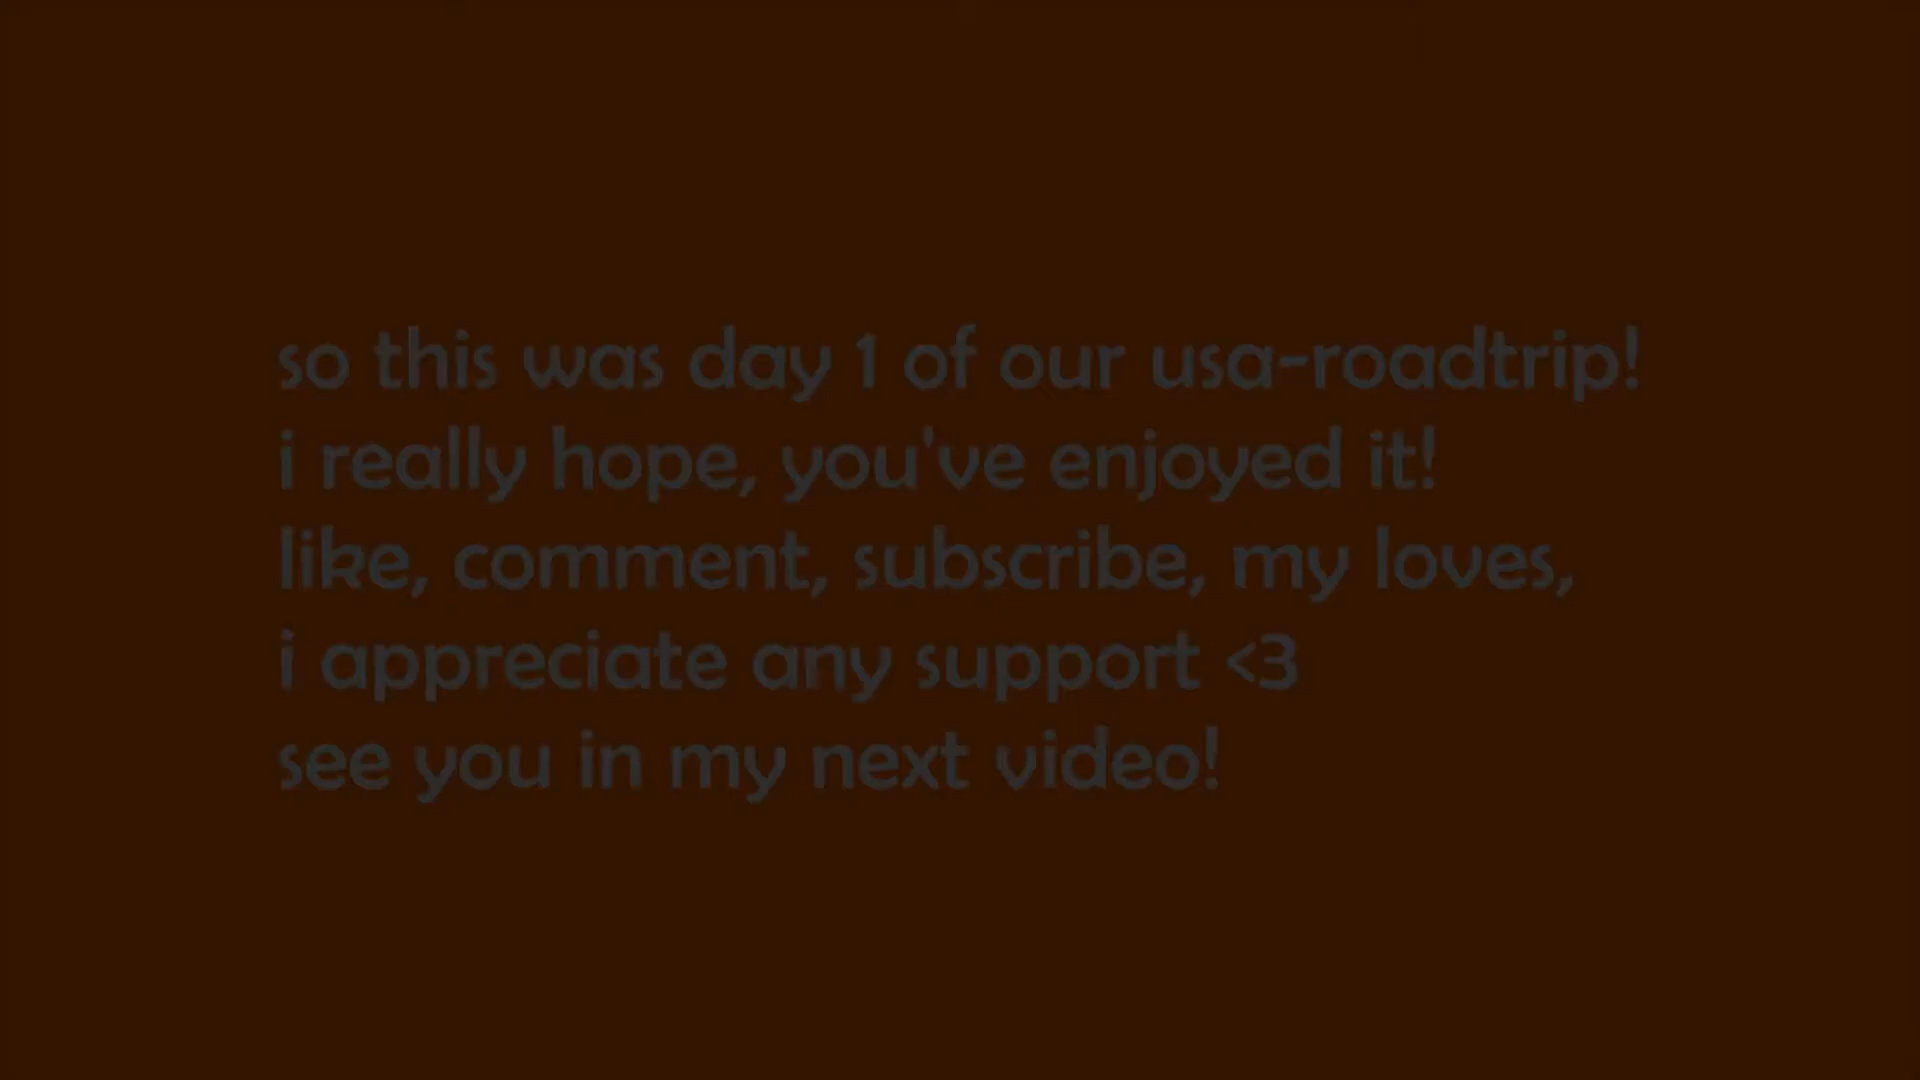 so this was day 1 of our usa-roadtrip!
i really hope, you've enjoyed it!
like, comment, subscribe, my loves,
i appreciate any support <3
see you in my next video!